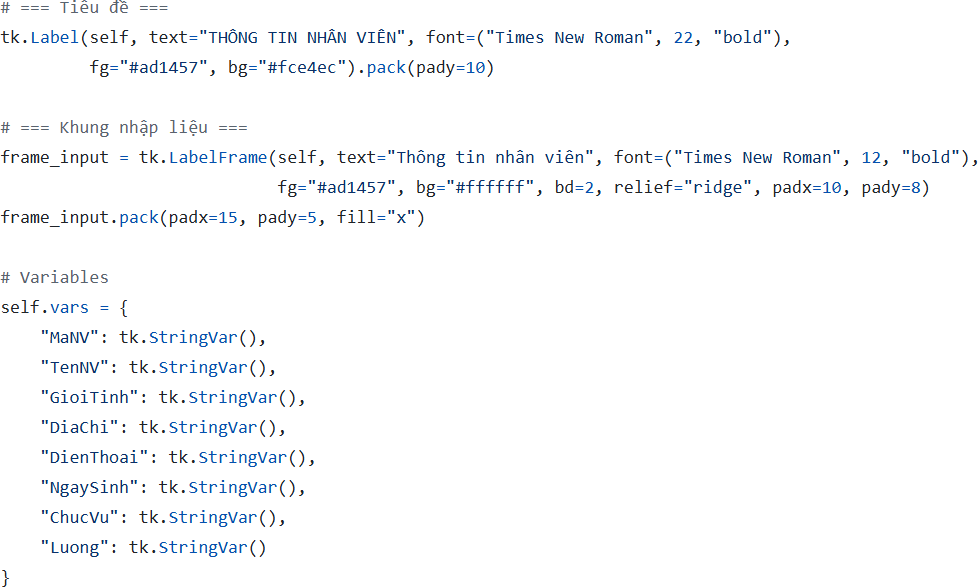 # === Tiêu đề ===
tk.Label(self, text="THÔNG TIN NHÂN VIÊN", font=("Times New Roman", 22, "bold"),
         fg="#ad1457", bg="#fce4ec").pack(pady=10)

# === Khung nhập liệu ===
frame_input = tk.LabelFrame(self, text="Thông tin nhân viên", font=("Times New Roman", 12, "bold"),
                            fg="#ad1457", bg="#ffffff", bd=2, relief="ridge", padx=10, pady=8)
frame_input.pack(padx=15, pady=5, fill="x")

# Variables
self.vars = {
    "MaNV": tk.StringVar(),
    "TenNV": tk.StringVar(),
    "GioiTinh": tk.StringVar(),
    "DiaChi": tk.StringVar(),
    "DienThoai": tk.StringVar(),
    "NgaySinh": tk.StringVar(),
    "ChucVu": tk.StringVar(),
    "Luong": tk.StringVar()
}